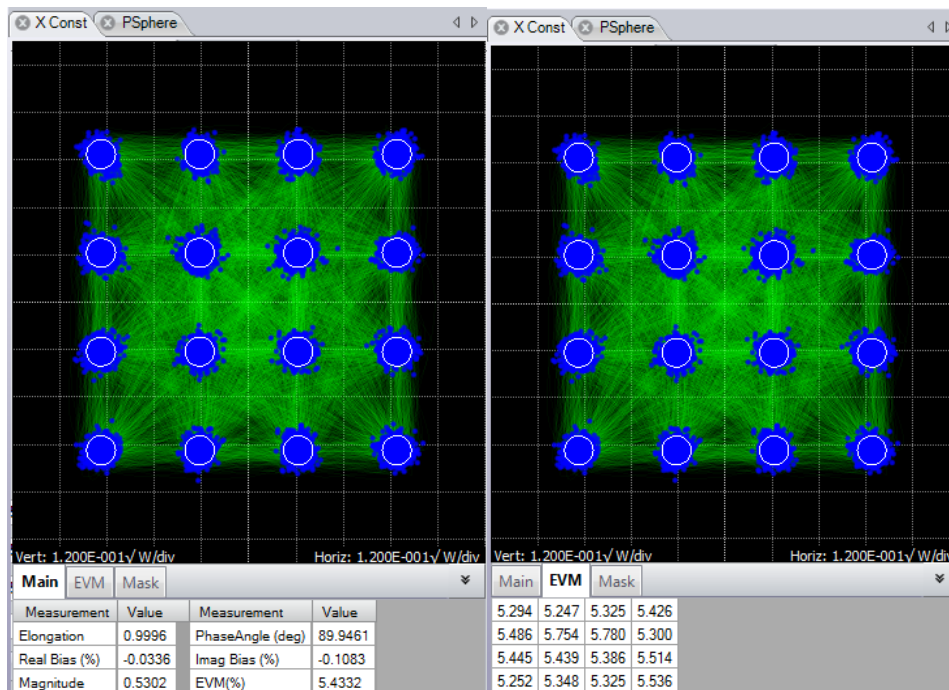 X Const PSphere
Vert: 1.200E-001√ W/div Horiz: 1.200E-001√ W/div
Main EVM Mask
Measurement Value Measurement Value
Elongation 0.9996 PhaseAngle (deg) 89.9461
Real Bias (%) -0.0336 Imag Bias (%) -0.1083
Magnitude 0.5302 EVM(%) 5.4332
X Const PSphere
Vert: 1.200E-001√ W/div Horiz: 1.200E-001√ W/div
Main EVM Mask
5.294 5.247 5.325 5.426
5.486 5.754 5.780 5.300
5.445 5.439 5.386 5.514
5.252 5.348 5.325 5.536